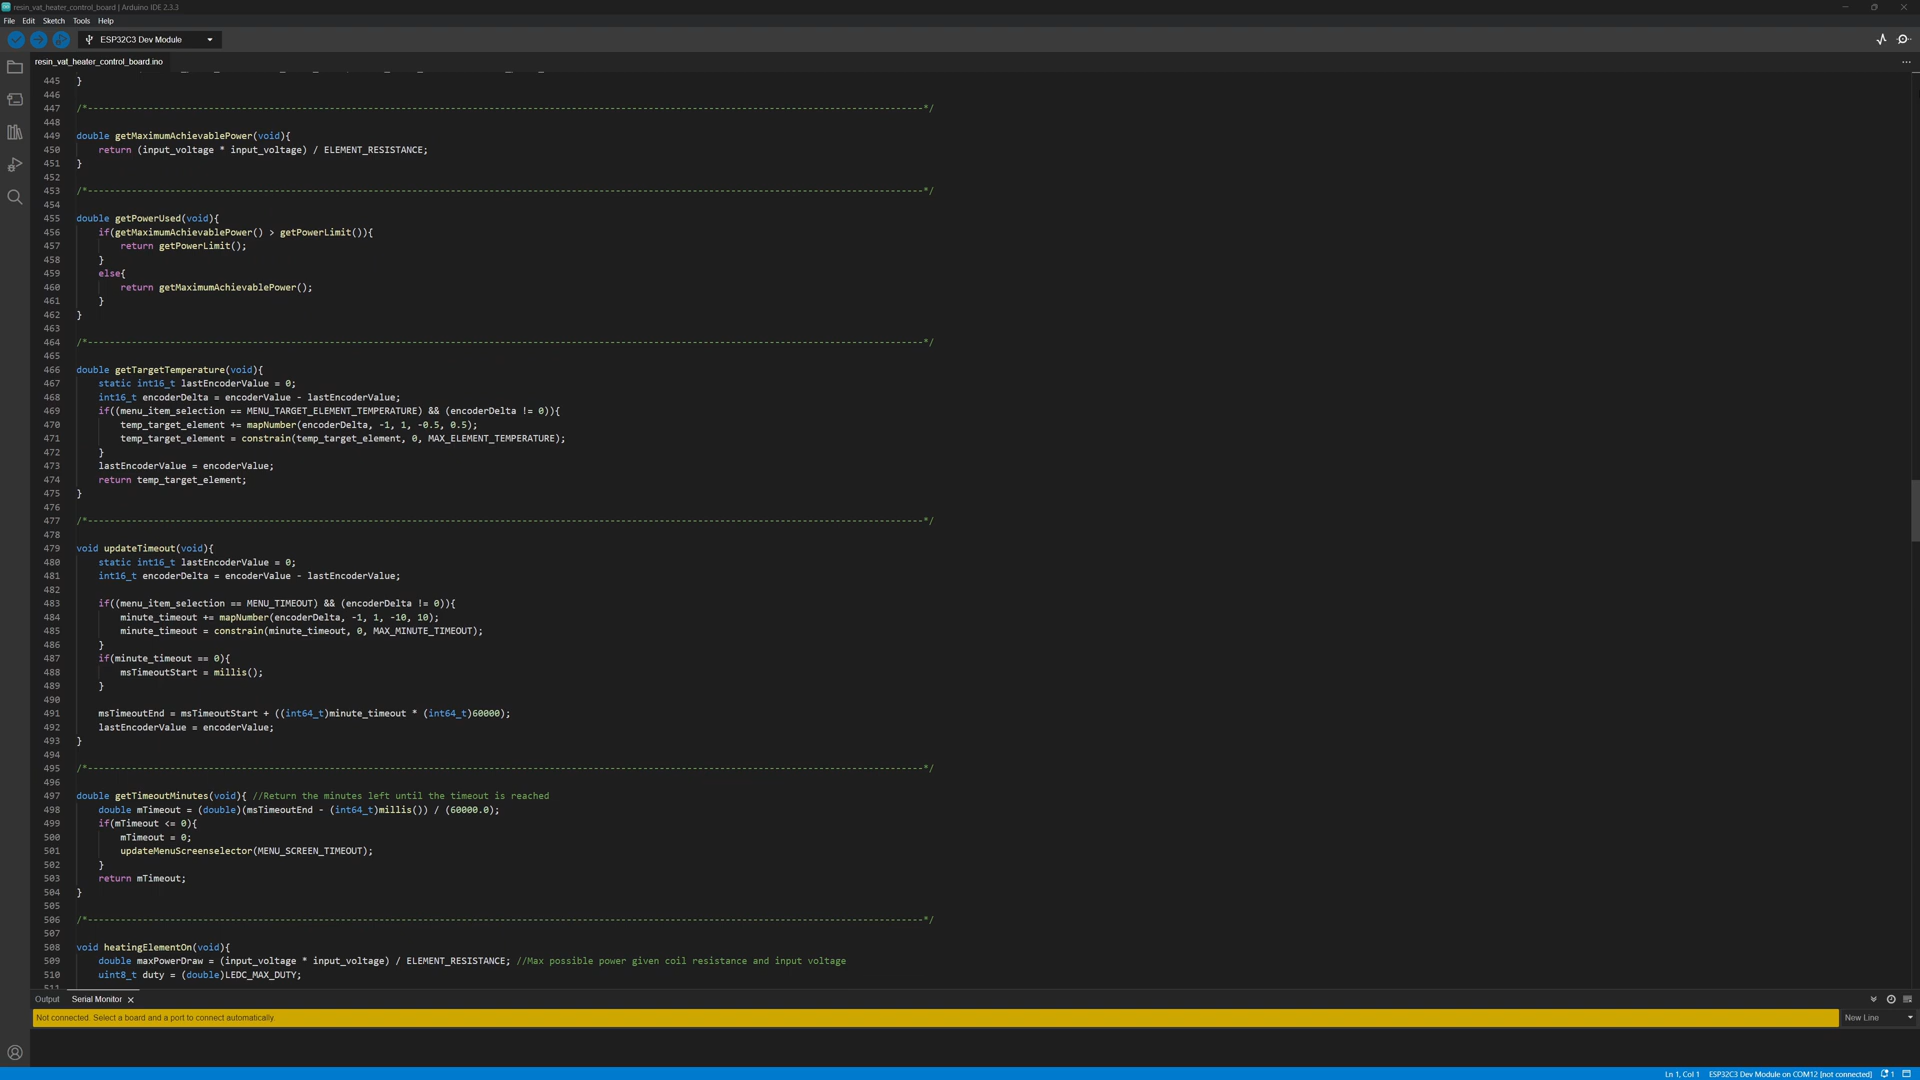 resin_vat_heater_control_board | Arduino IDE 2.3.3
File Edit Sketch Tools Help
ESP32C3 Dev Module
resin_vat_heater_control_board.ino
445 }
446
447 /*--------------------------------------------------------------------------------------------------------------------------------------------------------*/
448
449 double getMaximumAchievablePower(void){
450 return (input_voltage * input_voltage) / ELEMENT_RESISTANCE;
451 }
452
453 /*--------------------------------------------------------------------------------------------------------------------------------------------------------*/
454
455 double getPowerUsed(void){
456 if(getMaximumAchievablePower() > getPowerLimit()){
457 return getPowerLimit();
458 }
459 else{
460 return getMaximumAchievablePower();
461 }
462 }
463
464 /*--------------------------------------------------------------------------------------------------------------------------------------------------------*/
465
466 double getTargetTemperature(void){
467 static int16_t lastEncoderValue = 0;
468 int16_t encoderDelta = encoderValue - lastEncoderValue;
469 if((menu_item_selection == MENU_TARGET_ELEMENT_TEMPERATURE) && (encoderDelta != 0)){
470 temp_target_element += mapNumber(encoderDelta, -1, 1, -0.5, 0.5);
471 temp_target_element = constrain(temp_target_element, 0, MAX_ELEMENT_TEMPERATURE);
472 }
473 lastEncoderValue = encoderValue;
474 return temp_target_element;
475 }
476
477 /*--------------------------------------------------------------------------------------------------------------------------------------------------------*/
478
479 void updateTimeout(void){
480 static int16_t lastEncoderValue = 0;
481 int16_t encoderDelta = encoderValue - lastEncoderValue;
482
483 if((menu_item_selection == MENU_TIMEOUT) && (encoderDelta != 0)){
484 minute_timeout += mapNumber(encoderDelta, -1, 1, -10, 10);
485 minute_timeout = constrain(minute_timeout, 0, MAX_MINUTE_TIMEOUT);
486 }
487 if(minute_timeout == 0){
488 msTimeoutStart = millis();
489 }
490
491 msTimeoutEnd = msTimeoutStart + ((int64_t)minute_timeout * (int64_t)60000);
492 lastEncoderValue = encoderValue;
493 }
494
495 /*--------------------------------------------------------------------------------------------------------------------------------------------------------*/
496
497 double getTimeoutMinutes(void){ //Return the minutes left until the timeout is reached
498 double mTimeout = (double)(msTimeoutEnd - (int64_t)millis()) / (60000.0);
499 if(mTimeout <= 0){
500 mTimeout = 0;
501 updateMenuScreenselector(MENU_SCREEN_TIMEOUT);
502 }
503 return mTimeout;
504 }
505
506 /*--------------------------------------------------------------------------------------------------------------------------------------------------------*/
507
508 void heatingElementOn(void){
509 double maxPowerDraw = (input_voltage * input_voltage) / ELEMENT_RESISTANCE; //Max possible power given coil resistance and input voltage
510 uint8_t duty = (double)LEDC_MAX_DUTY;
511
Output Serial Monitor
Not connected. Select a board and a port to connect automatically.
New Line
Ln 1, Col 1 ESP32C3 Dev Module on COM12 [not connected] 1